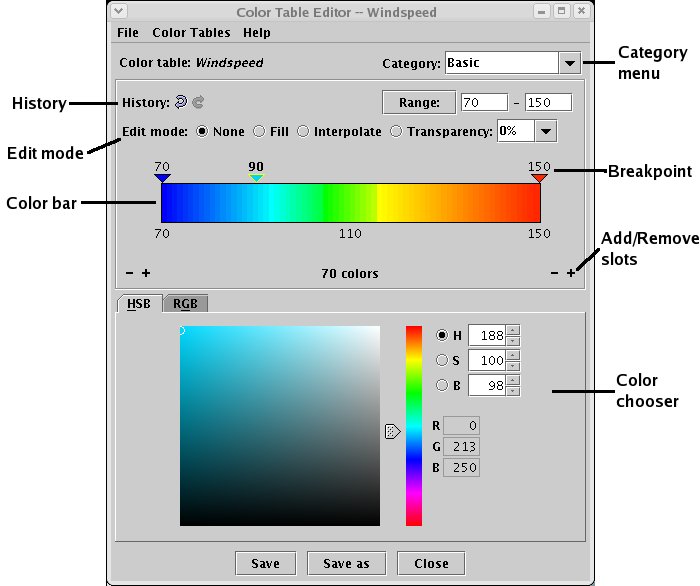 Color Table Editor -- Windspeed
File Color Tables Help
Color table: Windspeed Category: Basic
Category menu
History
History: Range: 70 – 150
Edit mode
Edit mode: None Fill Interpolate Transparency: 0%
70 90 150
Breakpoint
Color bar
70 110 150
Add/Remove slots
– + 70 colors – +
HSB RGB
H 188
S 100
B 98
Color chooser
R 0
G 213
B 250
Save Save as Close